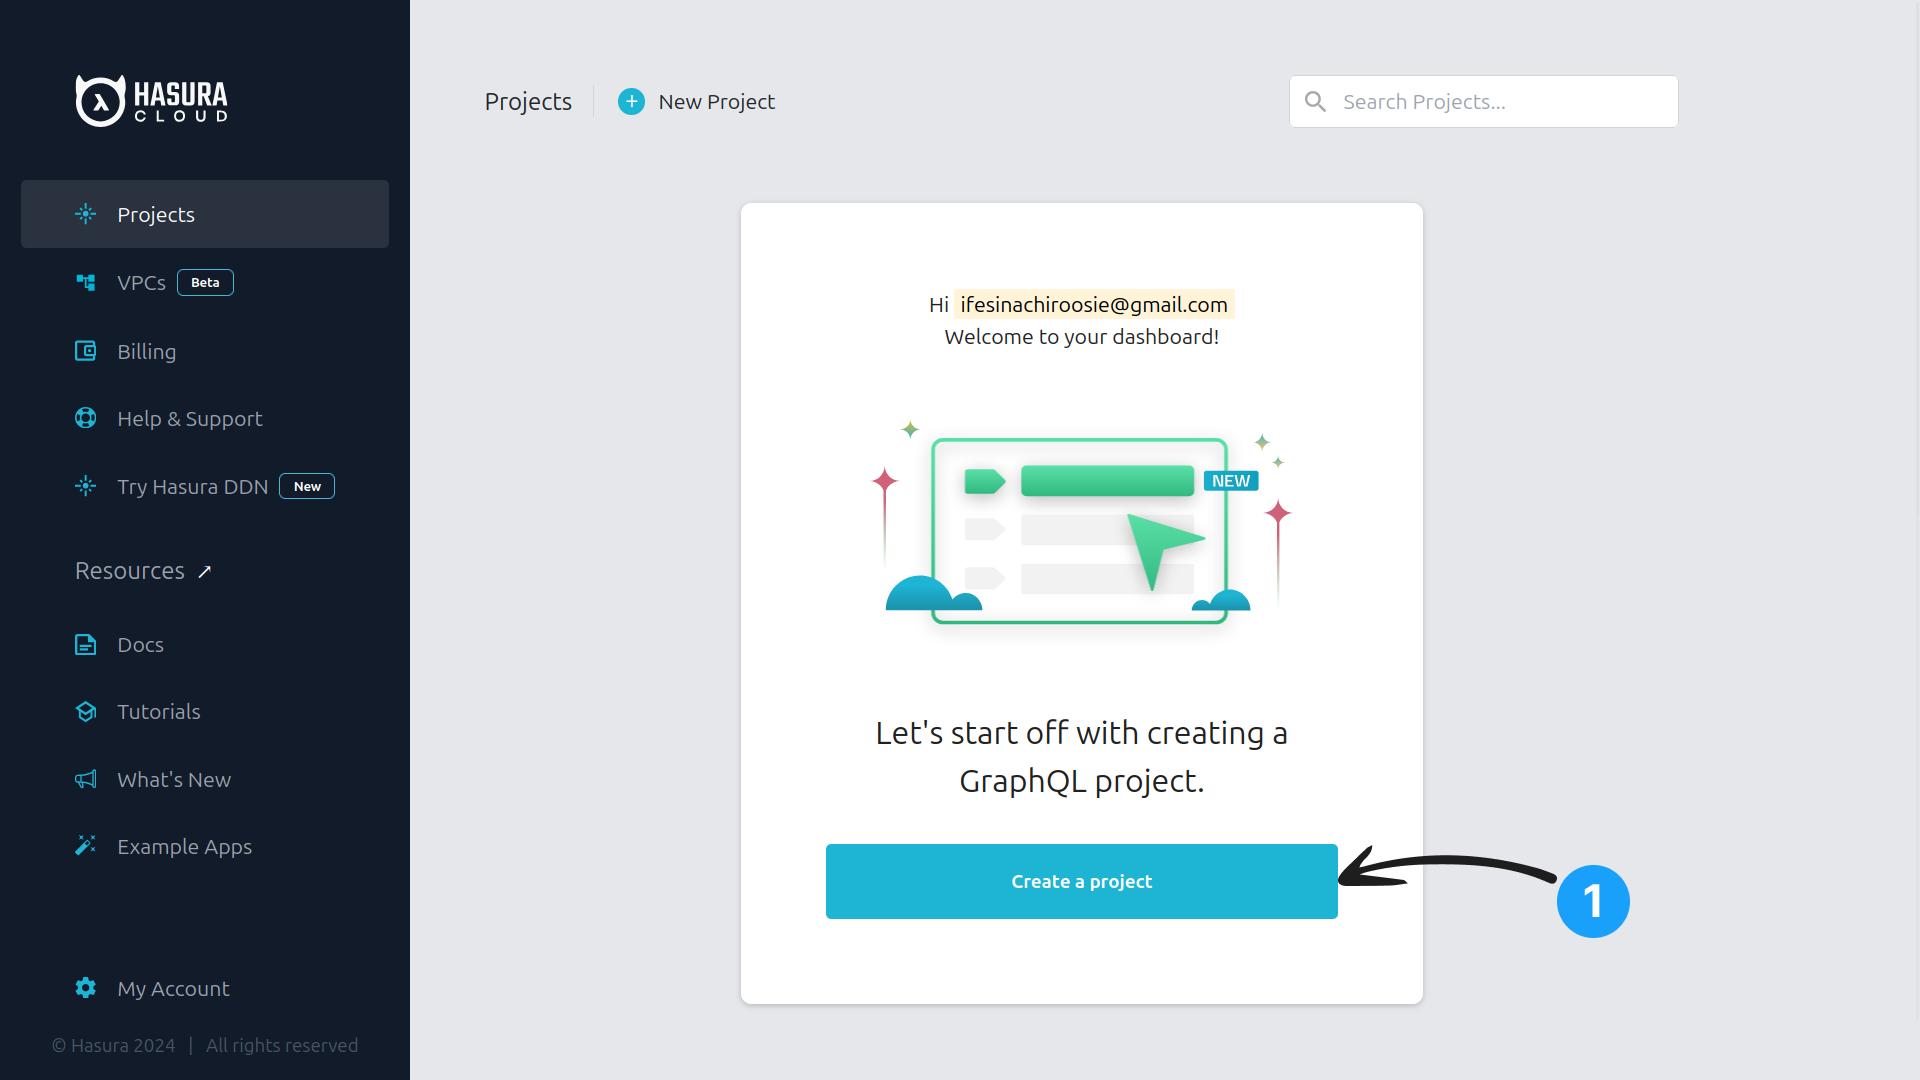 HASURA
CLOUD
Projects
VPCs Beta
Billing
Help & Support
Try Hasura DDN New
Resources ↗
Docs
Tutorials
What's New
Example Apps
My Account
© Hasura 2024 | All rights reserved
Projects | + New Project
Search Projects...
Hi ifesinachiroosie@gmail.com
Welcome to your dashboard!
NEW
Let's start off with creating a
GraphQL project.
Create a project
1